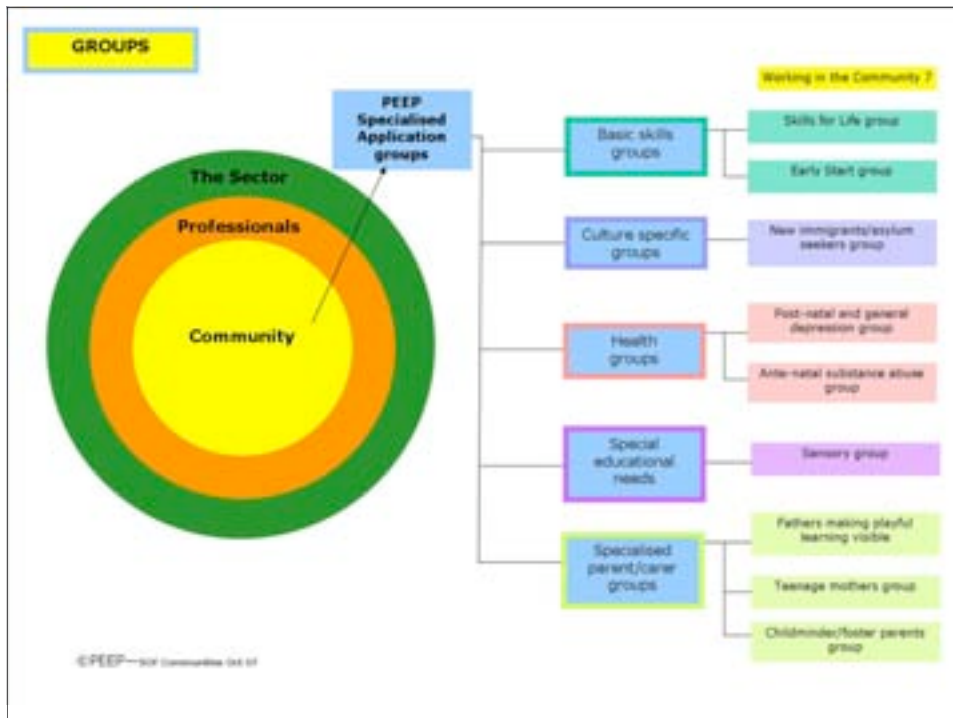 GROUPS
Working in the Community 7
PEEP
Specialised
Application
groups
The Sector
Professionals
Community
Basic skills
groups
Skills for Life group
Early Start group
Culture specific
groups
New immigrants/asylum
seekers group
Health
groups
Post-natal and general
depression group
Ante-natal substance abuse
group
Special
educational
needs
Sensory group
Specialised
parent/carer
groups
Fathers making playful
learning visible
Teenage mothers group
Childminder/foster parents
group
©PEEP— Communities